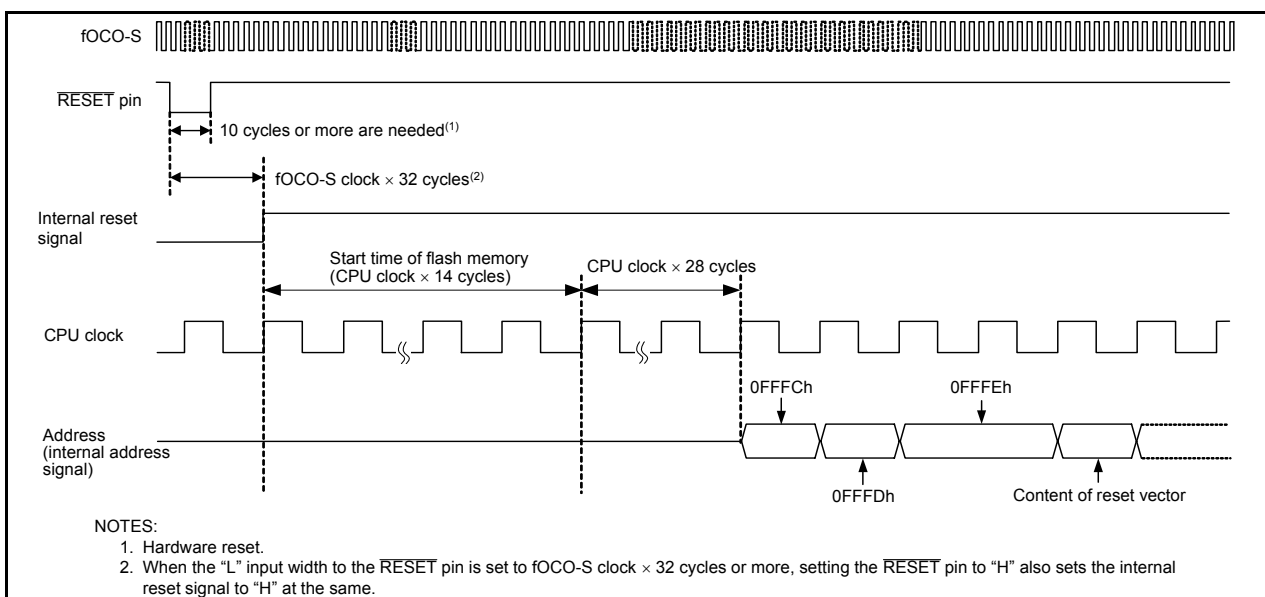 fOCO-S
RESET pin
10 cycles or more are needed(1)
fOCO-S clock × 32 cycles(2)
Internal reset
signal
Start time of flash memory
(CPU clock × 14 cycles)
CPU clock × 28 cycles
CPU clock
0FFFCh
0FFFEh
Address
(internal address
signal)
0FFFDh
Content of reset vector
NOTES:
1. Hardware reset.
2. When the “L” input width to the RESET pin is set to fOCO-S clock × 32 cycles or more, setting the RESET pin to “H” also sets the internal
reset signal to “H” at the same.